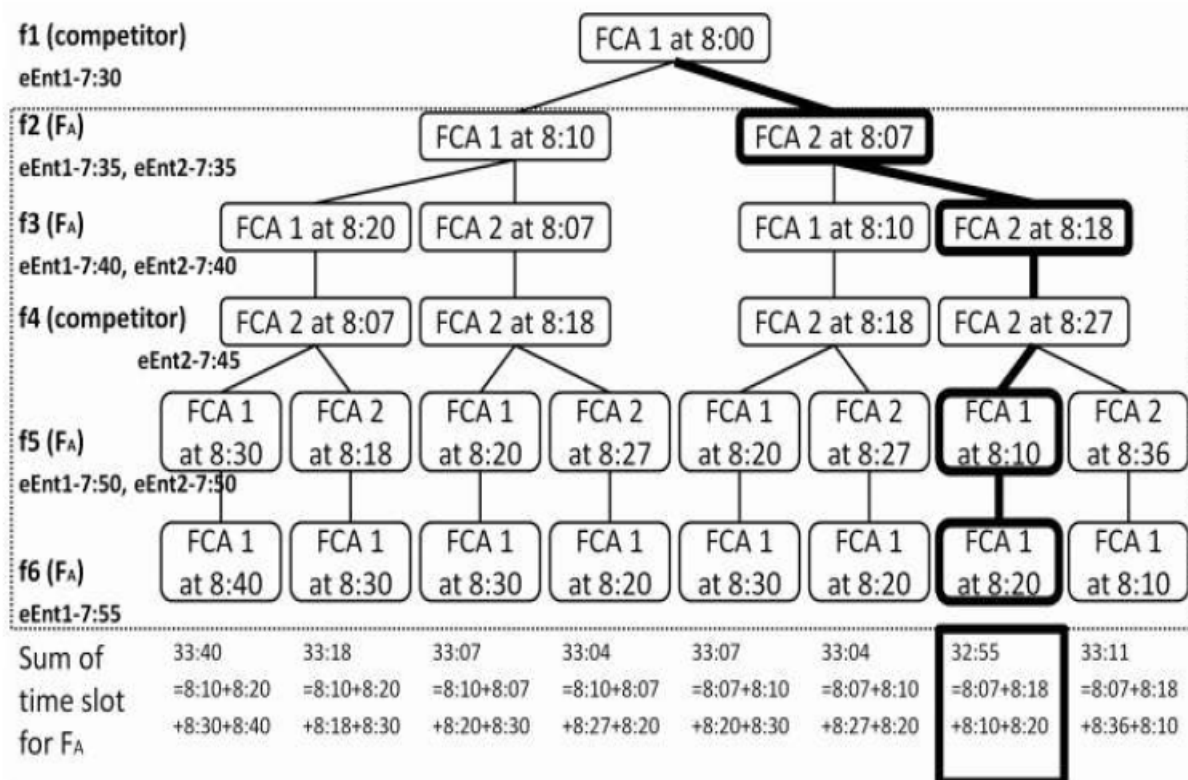 f1 (competitor)
eEnt1-7:30
FCA 1 at 8:00
f2 (FA)
eEnt1-7:35, eEnt2-7:35
FCA 1 at 8:10
FCA 2 at 8:07
f3 (FA)
eEnt1-7:40, eEnt2-7:40
FCA 1 at 8:20
FCA 2 at 8:07
FCA 1 at 8:10
FCA 2 at 8:18
f4 (competitor)
eEnt2-7:45
FCA 2 at 8:07
FCA 2 at 8:18
FCA 2 at 8:18
FCA 2 at 8:27
f5 (FA)
eEnt1-7:50, eEnt2-7:50
FCA 1
at 8:30
FCA 2
at 8:18
FCA 1
at 8:20
FCA 2
at 8:27
FCA 1
at 8:20
FCA 2
at 8:27
FCA 1
at 8:10
FCA 2
at 8:36
f6 (FA)
eEnt1-7:55
FCA 1
at 8:40
FCA 1
at 8:30
FCA 1
at 8:30
FCA 1
at 8:20
FCA 1
at 8:30
FCA 1
at 8:20
FCA 1
at 8:20
FCA 1
at 8:10
Sum of
time slot
for FA
33:40
=8:10+8:20
+8:30+8:40
33:18
=8:10+8:20
+8:18+8:30
33:07
=8:10+8:07
+8:20+8:30
33:04
=8:10+8:07
+8:27+8:20
33:07
=8:07+8:10
+8:20+8:30
33:04
=8:07+8:10
+8:27+8:20
32:55
=8:07+8:18
+8:10+8:20
33:11
=8:07+8:18
+8:36+8:10